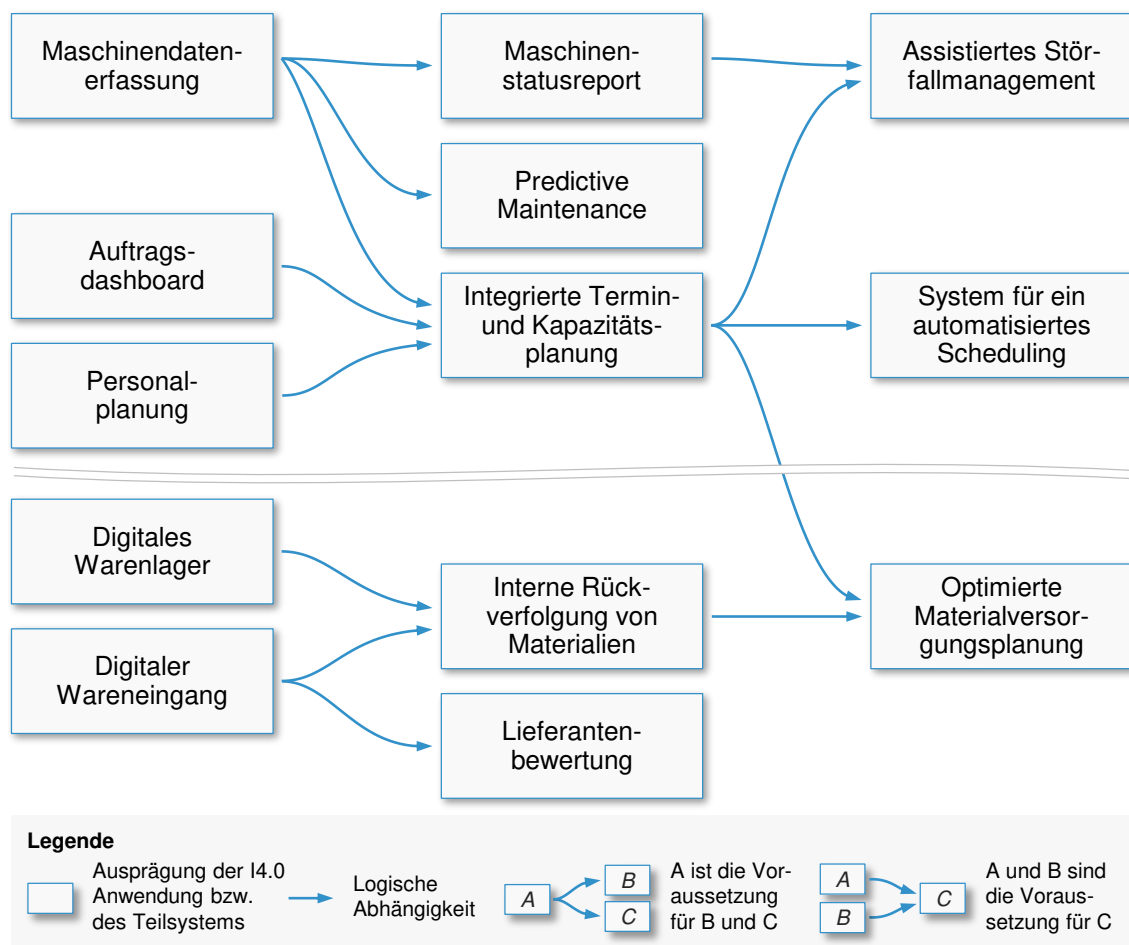 Maschinendaten-
erfassung
Maschinen-
statusreport
Assistiertes Stör-
fallmanagement
Predictive
Maintenance
Auftrags-
dashboard
Integrierte Termin-
und Kapazitäts-
planung
System für ein
automatisiertes
Scheduling
Personal-
planung
Digitales
Warenlager
Interne Rück-
verfolgung von
Materialien
Optimierte
Materialversor-
gungsplanung
Digitaler
Wareneingang
Lieferanten-
bewertung
Legende
Ausprägung der I4.0
Anwendung bzw.
des Teilsystems
Logische
Abhängigkeit
A
B
C
A ist die Vor-
aussetzung
für B und C
A
B
C
A und B sind
die Voraus-
setzung für C